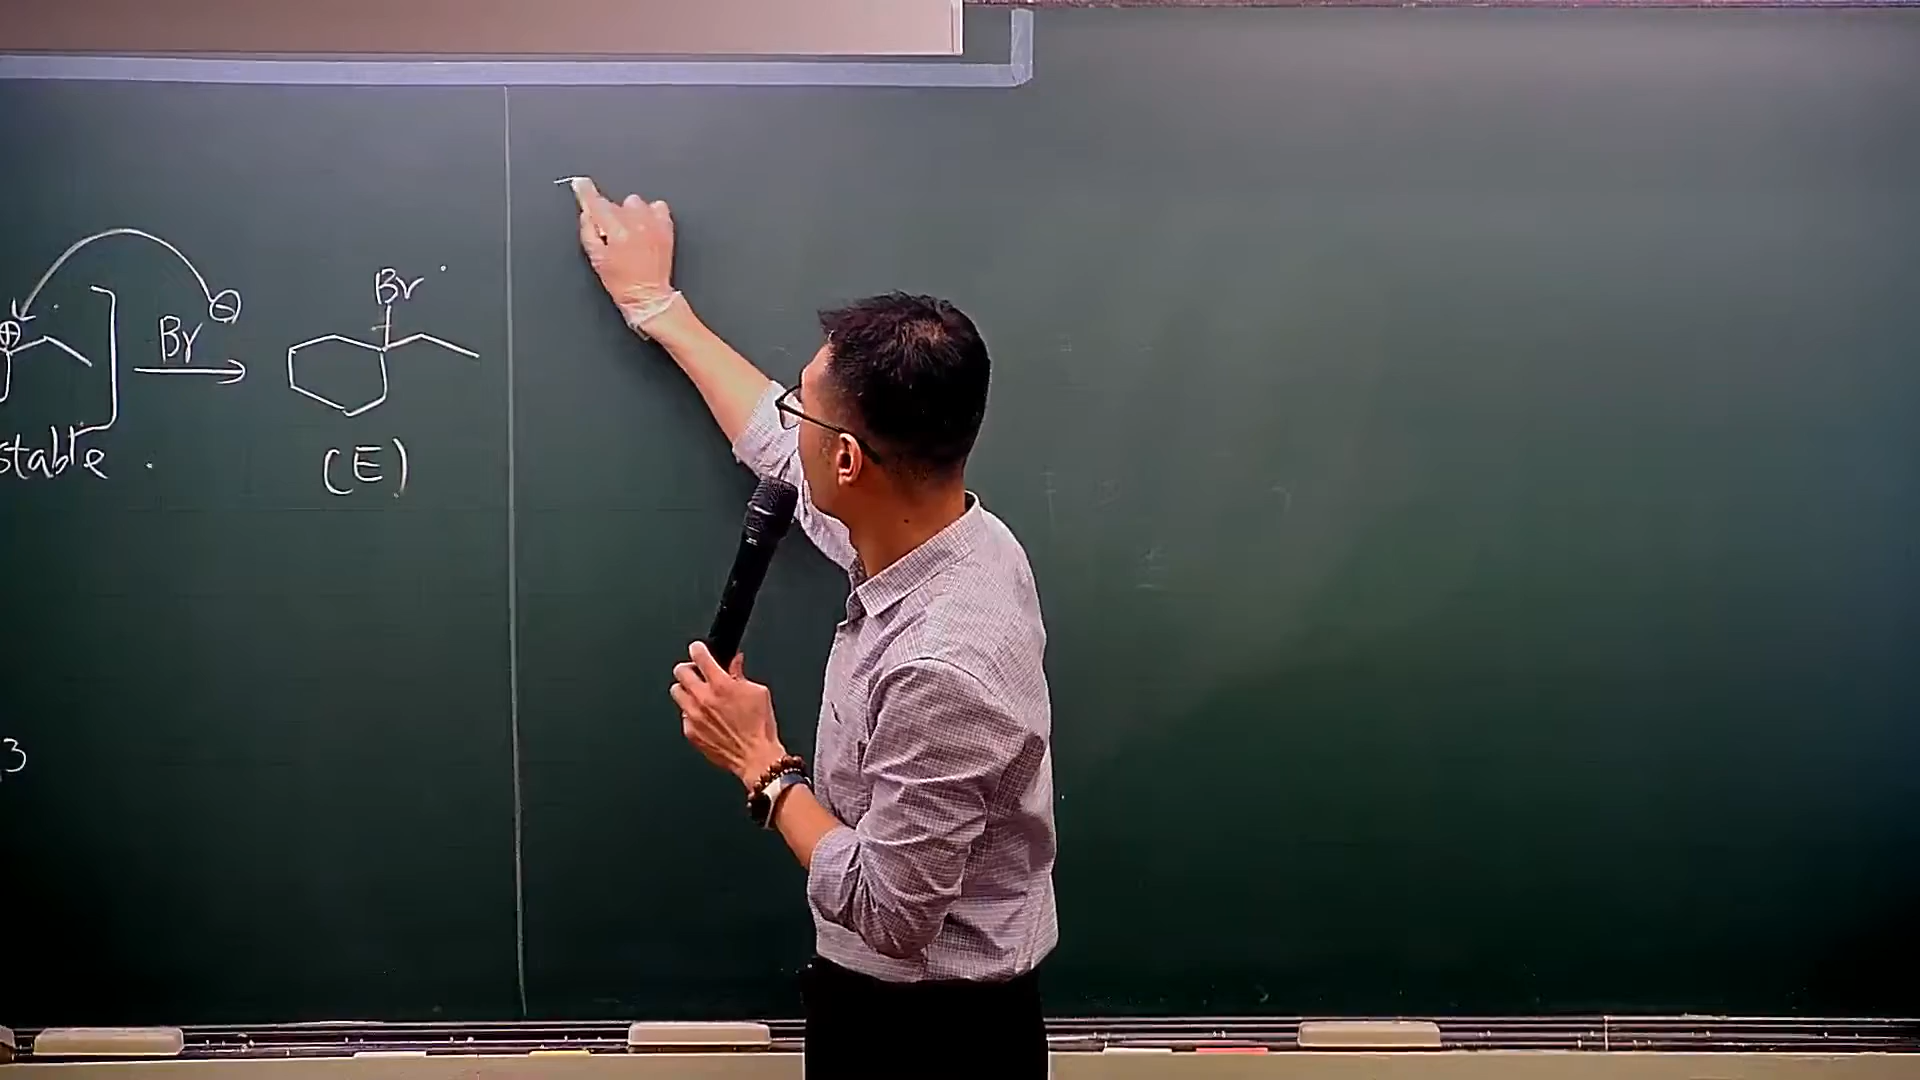 Br
⊕ ⊖
Br
stable .
(E)
3